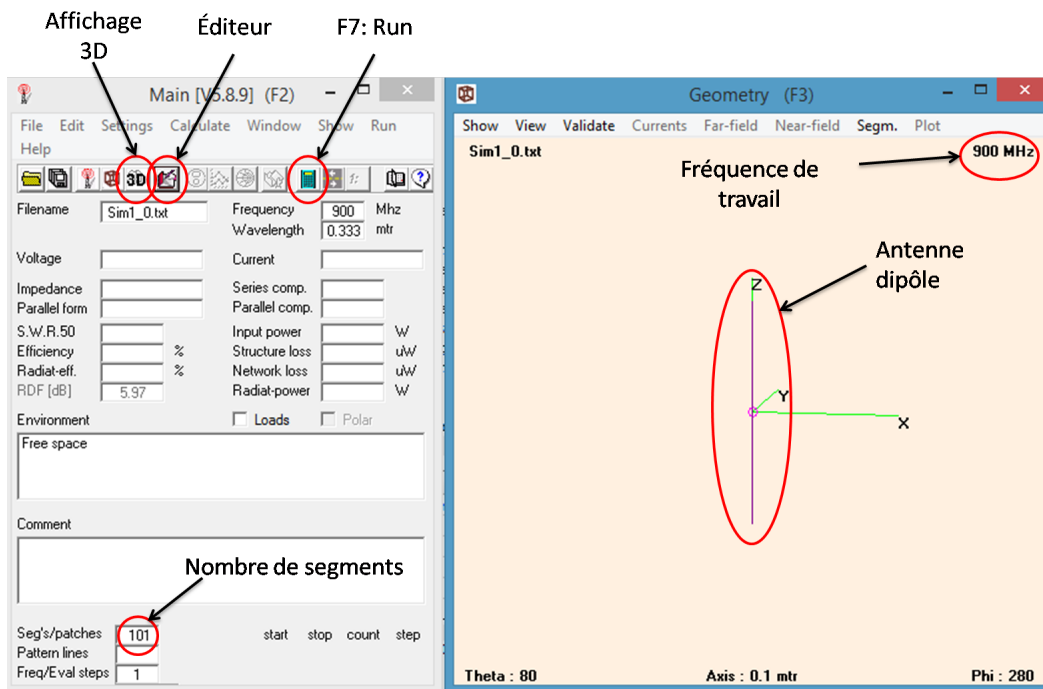 Affichage
3D
Éditeur
F7: Run
Main [V5.8.9] (F2)
File Edit Settings Calculate Window Show Run
Help
3D
Filename Sim1_0.txt Frequency 900 Mhz
Wavelength 0.333 mtr
Voltage Current
Impedance Series comp.
Parallel form Parallel comp.
S.W.R.50 Input power W
Efficiency % Structure loss uW
Radiat-eff. % Network loss uW
RDF [dB] 5.97 Radiat-power W
Environment Loads Polar
Free space
Comment
Nombre de segments
Seg's/patches 101 start stop count step
Pattern lines
Freq/Eval steps 1
Geometry (F3)
Show View Validate Currents Far-field Near-field Segm. Plot
Sim1_0.txt 900 MHz
Fréquence de
travail
Antenne
dipôle
Z
Y
X
Theta : 80 Axis : 0.1 mtr Phi : 280